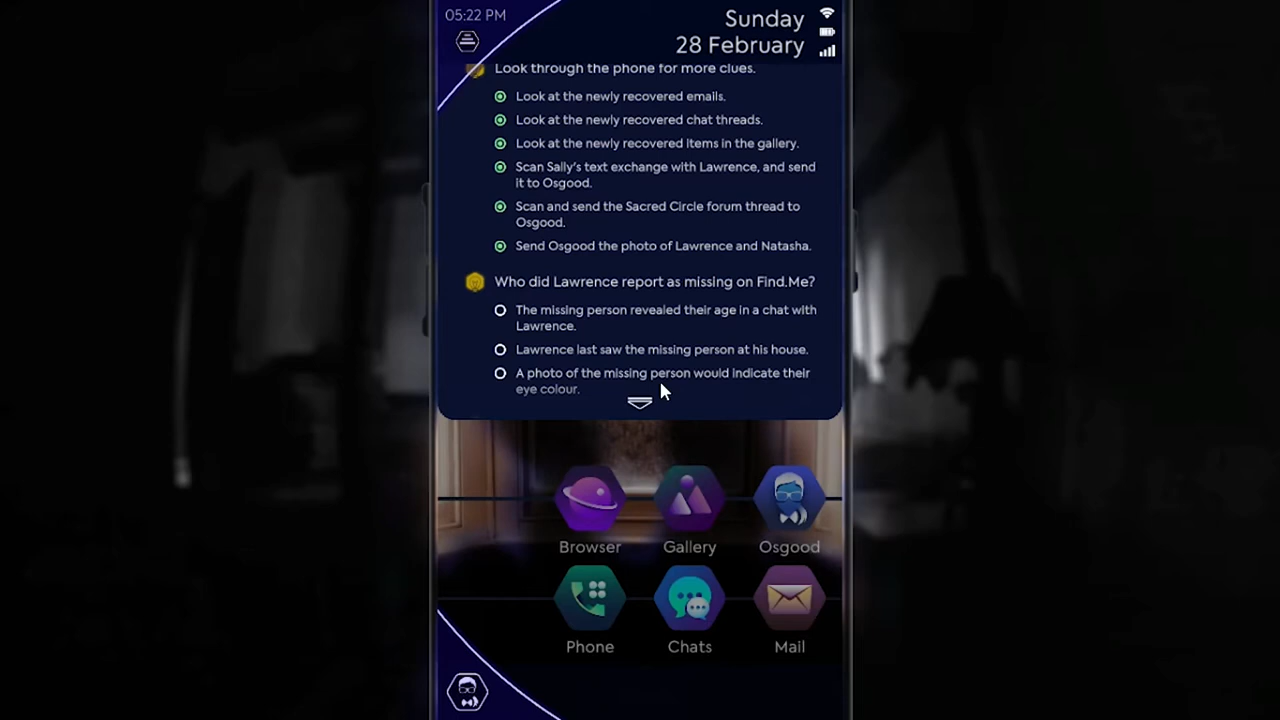 05:22 PM
Sunday
28 February
Look through the phone for more clues.
Look at the newly recovered emails.
Look at the newly recovered chat threads.
Look at the newly recovered items in the gallery.
Scan Sally's text exchange with Lawrence, and send
it to Osgood.
Scan and send the Sacred Circle forum thread to
Osgood.
Send Osgood the photo of Lawrence and Natasha.
Who did Lawrence report as missing on Find.Me?
The missing person revealed their age in a chat with
Lawrence.
Lawrence last saw the missing person at his house.
A photo of the missing person would indicate their
eye colour.
Browser
Gallery
Osgood
Phone
Chats
Mail